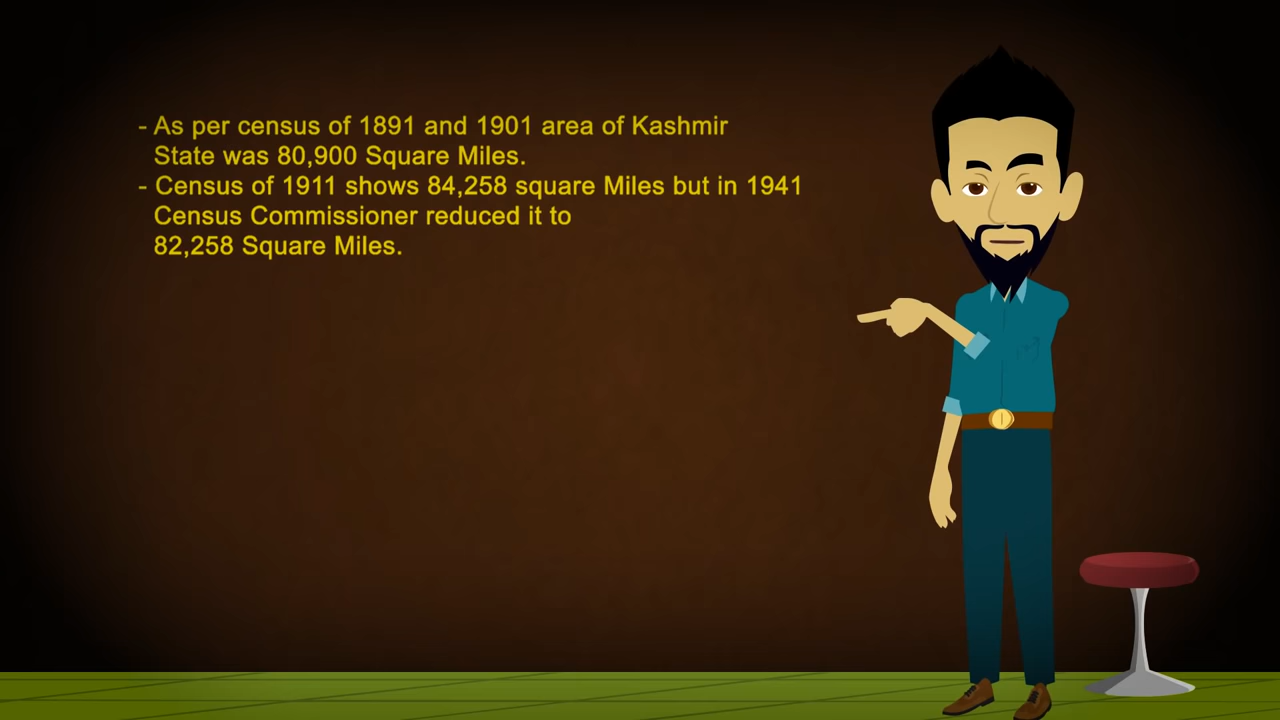 - As per census of 1891 and 1901 area of Kashmir
State was 80,900 Square Miles.
- Census of 1911 shows 84,258 square Miles but in 1941
Census Commissioner reduced it to
82,258 Square Miles.